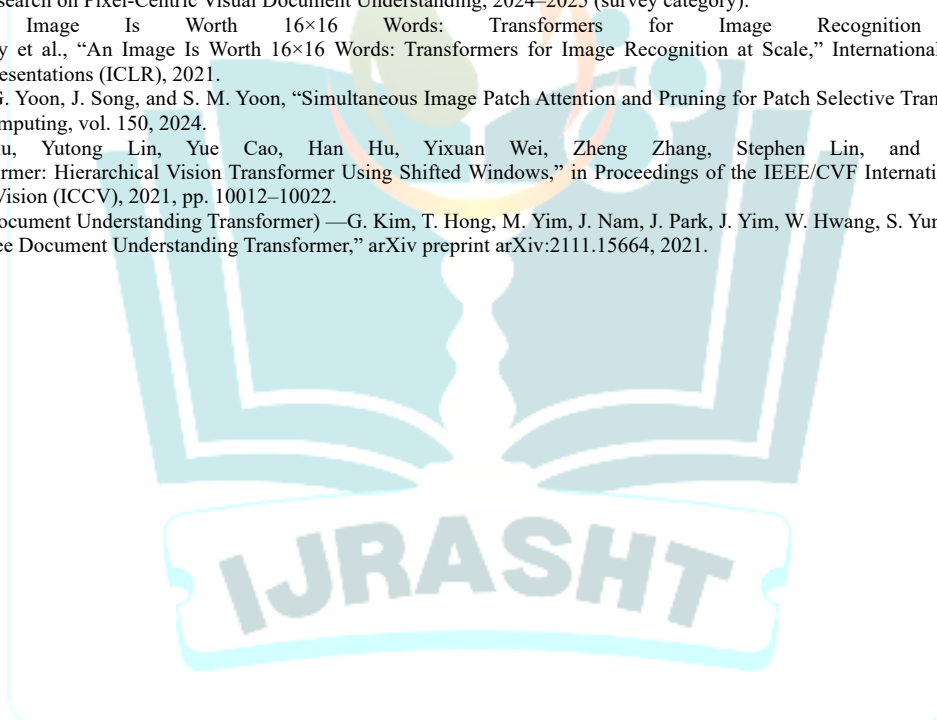 search on Pixel-Centric Visual Document Understanding, 2024–2025 (survey category).
Image Is Worth 16×16 Words: Transformers for Image Recognition
y et al., “An Image Is Worth 16×16 Words: Transformers for Image Recognition at Scale,” International
esentations (ICLR), 2021.
G. Yoon, J. Song, and S. M. Yoon, “Simultaneous Image Patch Attention and Pruning for Patch Selective Tran
mputing, vol. 150, 2024.
u, Yutong Lin, Yue Cao, Han Hu, Yixuan Wei, Zheng Zhang, Stephen Lin, and
rmer: Hierarchical Vision Transformer Using Shifted Windows,” in Proceedings of the IEEE/CVF Internati
Vision (ICCV), 2021, pp. 10012–10022.
ocument Understanding Transformer) —G. Kim, T. Hong, M. Yim, J. Nam, J. Park, J. Yim, W. Hwang, S. Yun
ee Document Understanding Transformer,” arXiv preprint arXiv:2111.15664, 2021.
IJRASHT